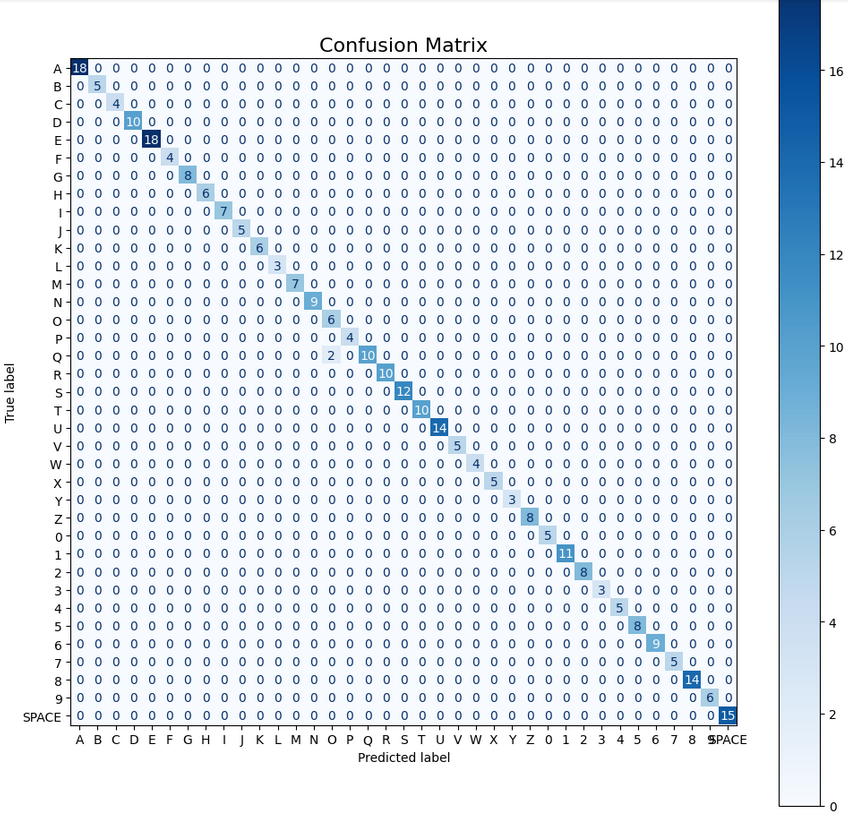 Confusion Matrix
A 18 0 0 0 0 0 0 0 0 0 0 0 0 0 0 0 0 0 0 0 0 0 0 0 0 0 0 0 0 0 0 0 0 0 0 0 0
B 0 5 0 0 0 0 0 0 0 0 0 0 0 0 0 0 0 0 0 0 0 0 0 0 0 0 0 0 0 0 0 0 0 0 0 0 0
C 0 0 4 0 0 0 0 0 0 0 0 0 0 0 0 0 0 0 0 0 0 0 0 0 0 0 0 0 0 0 0 0 0 0 0 0 0
D 0 0 0 10 0 0 0 0 0 0 0 0 0 0 0 0 0 0 0 0 0 0 0 0 0 0 0 0 0 0 0 0 0 0 0 0 0
E 0 0 0 0 18 0 0 0 0 0 0 0 0 0 0 0 0 0 0 0 0 0 0 0 0 0 0 0 0 0 0 0 0 0 0 0 0
F 0 0 0 0 0 4 0 0 0 0 0 0 0 0 0 0 0 0 0 0 0 0 0 0 0 0 0 0 0 0 0 0 0 0 0 0 0
G 0 0 0 0 0 0 8 0 0 0 0 0 0 0 0 0 0 0 0 0 0 0 0 0 0 0 0 0 0 0 0 0 0 0 0 0 0
H 0 0 0 0 0 0 0 6 0 0 0 0 0 0 0 0 0 0 0 0 0 0 0 0 0 0 0 0 0 0 0 0 0 0 0 0 0
I 0 0 0 0 0 0 0 0 7 0 0 0 0 0 0 0 0 0 0 0 0 0 0 0 0 0 0 0 0 0 0 0 0 0 0 0 0
J 0 0 0 0 0 0 0 0 0 5 0 0 0 0 0 0 0 0 0 0 0 0 0 0 0 0 0 0 0 0 0 0 0 0 0 0 0
K 0 0 0 0 0 0 0 0 0 0 6 0 0 0 0 0 0 0 0 0 0 0 0 0 0 0 0 0 0 0 0 0 0 0 0 0 0
L 0 0 0 0 0 0 0 0 0 0 0 3 0 0 0 0 0 0 0 0 0 0 0 0 0 0 0 0 0 0 0 0 0 0 0 0 0
M 0 0 0 0 0 0 0 0 0 0 0 0 7 0 0 0 0 0 0 0 0 0 0 0 0 0 0 0 0 0 0 0 0 0 0 0 0
N 0 0 0 0 0 0 0 0 0 0 0 0 0 9 0 0 0 0 0 0 0 0 0 0 0 0 0 0 0 0 0 0 0 0 0 0 0
O 0 0 0 0 0 0 0 0 0 0 0 0 0 0 6 0 0 0 0 0 0 0 0 0 0 0 0 0 0 0 0 0 0 0 0 0 0
P 0 0 0 0 0 0 0 0 0 0 0 0 0 0 0 4 0 0 0 0 0 0 0 0 0 0 0 0 0 0 0 0 0 0 0 0 0
Q 0 0 0 0 0 0 0 0 0 0 0 0 0 0 2 0 10 0 0 0 0 0 0 0 0 0 0 0 0 0 0 0 0 0 0 0 0
R 0 0 0 0 0 0 0 0 0 0 0 0 0 0 0 0 0 10 0 0 0 0 0 0 0 0 0 0 0 0 0 0 0 0 0 0 0
S 0 0 0 0 0 0 0 0 0 0 0 0 0 0 0 0 0 0 12 0 0 0 0 0 0 0 0 0 0 0 0 0 0 0 0 0 0
T 0 0 0 0 0 0 0 0 0 0 0 0 0 0 0 0 0 0 0 10 0 0 0 0 0 0 0 0 0 0 0 0 0 0 0 0 0
U 0 0 0 0 0 0 0 0 0 0 0 0 0 0 0 0 0 0 0 0 14 0 0 0 0 0 0 0 0 0 0 0 0 0 0 0 0
V 0 0 0 0 0 0 0 0 0 0 0 0 0 0 0 0 0 0 0 0 0 5 0 0 0 0 0 0 0 0 0 0 0 0 0 0 0
W 0 0 0 0 0 0 0 0 0 0 0 0 0 0 0 0 0 0 0 0 0 0 4 0 0 0 0 0 0 0 0 0 0 0 0 0 0
X 0 0 0 0 0 0 0 0 0 0 0 0 0 0 0 0 0 0 0 0 0 0 0 5 0 0 0 0 0 0 0 0 0 0 0 0 0
Y 0 0 0 0 0 0 0 0 0 0 0 0 0 0 0 0 0 0 0 0 0 0 0 0 3 0 0 0 0 0 0 0 0 0 0 0 0
Z 0 0 0 0 0 0 0 0 0 0 0 0 0 0 0 0 0 0 0 0 0 0 0 0 0 8 0 0 0 0 0 0 0 0 0 0 0
0 0 0 0 0 0 0 0 0 0 0 0 0 0 0 0 0 0 0 0 0 0 0 0 0 0 0 0 5 0 0 0 0 0 0 0 0 0 0
1 0 0 0 0 0 0 0 0 0 0 0 0 0 0 0 0 0 0 0 0 0 0 0 0 0 0 0 11 0 0 0 0 0 0 0 0 0
2 0 0 0 0 0 0 0 0 0 0 0 0 0 0 0 0 0 0 0 0 0 0 0 0 0 0 0 0 8 0 0 0 0 0 0 0 0
3 0 0 0 0 0 0 0 0 0 0 0 0 0 0 0 0 0 0 0 0 0 0 0 0 0 0 0 0 0 3 0 0 0 0 0 0 0
4 0 0 0 0 0 0 0 0 0 0 0 0 0 0 0 0 0 0 0 0 0 0 0 0 0 0 0 0 0 0 5 0 0 0 0 0 0
5 0 0 0 0 0 0 0 0 0 0 0 0 0 0 0 0 0 0 0 0 0 0 0 0 0 0 0 0 0 0 0 8 0 0 0 0 0
6 0 0 0 0 0 0 0 0 0 0 0 0 0 0 0 0 0 0 0 0 0 0 0 0 0 0 0 0 0 0 0 0 9 0 0 0 0
7 0 0 0 0 0 0 0 0 0 0 0 0 0 0 0 0 0 0 0 0 0 0 0 0 0 0 0 0 0 0 0 0 0 5 0 0 0
8 0 0 0 0 0 0 0 0 0 0 0 0 0 0 0 0 0 0 0 0 0 0 0 0 0 0 0 0 0 0 0 0 0 0 14 0 0
9 0 0 0 0 0 0 0 0 0 0 0 0 0 0 0 0 0 0 0 0 0 0 0 0 0 0 0 0 0 0 0 0 0 0 0 6 0
SPACE 0 0 0 0 0 0 0 0 0 0 0 0 0 0 0 0 0 0 0 0 0 0 0 0 0 0 0 0 0 0 0 0 0 0 0 0 15
A B C D E F G H I J K L M N O P Q R S T U V W X Y Z 0 1 2 3 4 5 6 7 8 9 SPACE
Predicted label
True label
16
14
12
10
8
6
4
2
0